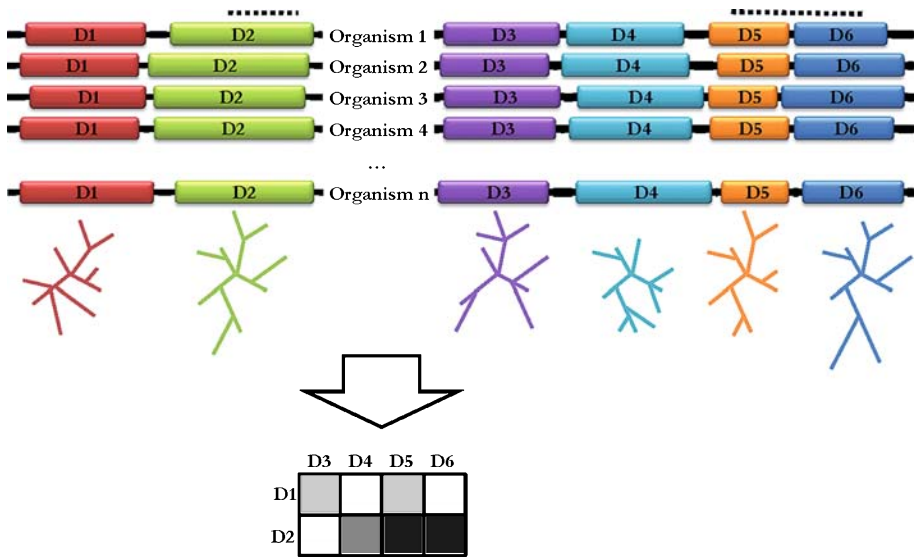 D1 D2 Organism 1 D3 D4 D5 D6
D1 D2 Organism 2 D3 D4 D5 D6
D1 D2 Organism 3 D3 D4 D5 D6
D1 D2 Organism 4 D3 D4 D5 D6
...
D1 D2 Organism n D3 D4 D5 D6
D3 D4 D5 D6
D1
D2